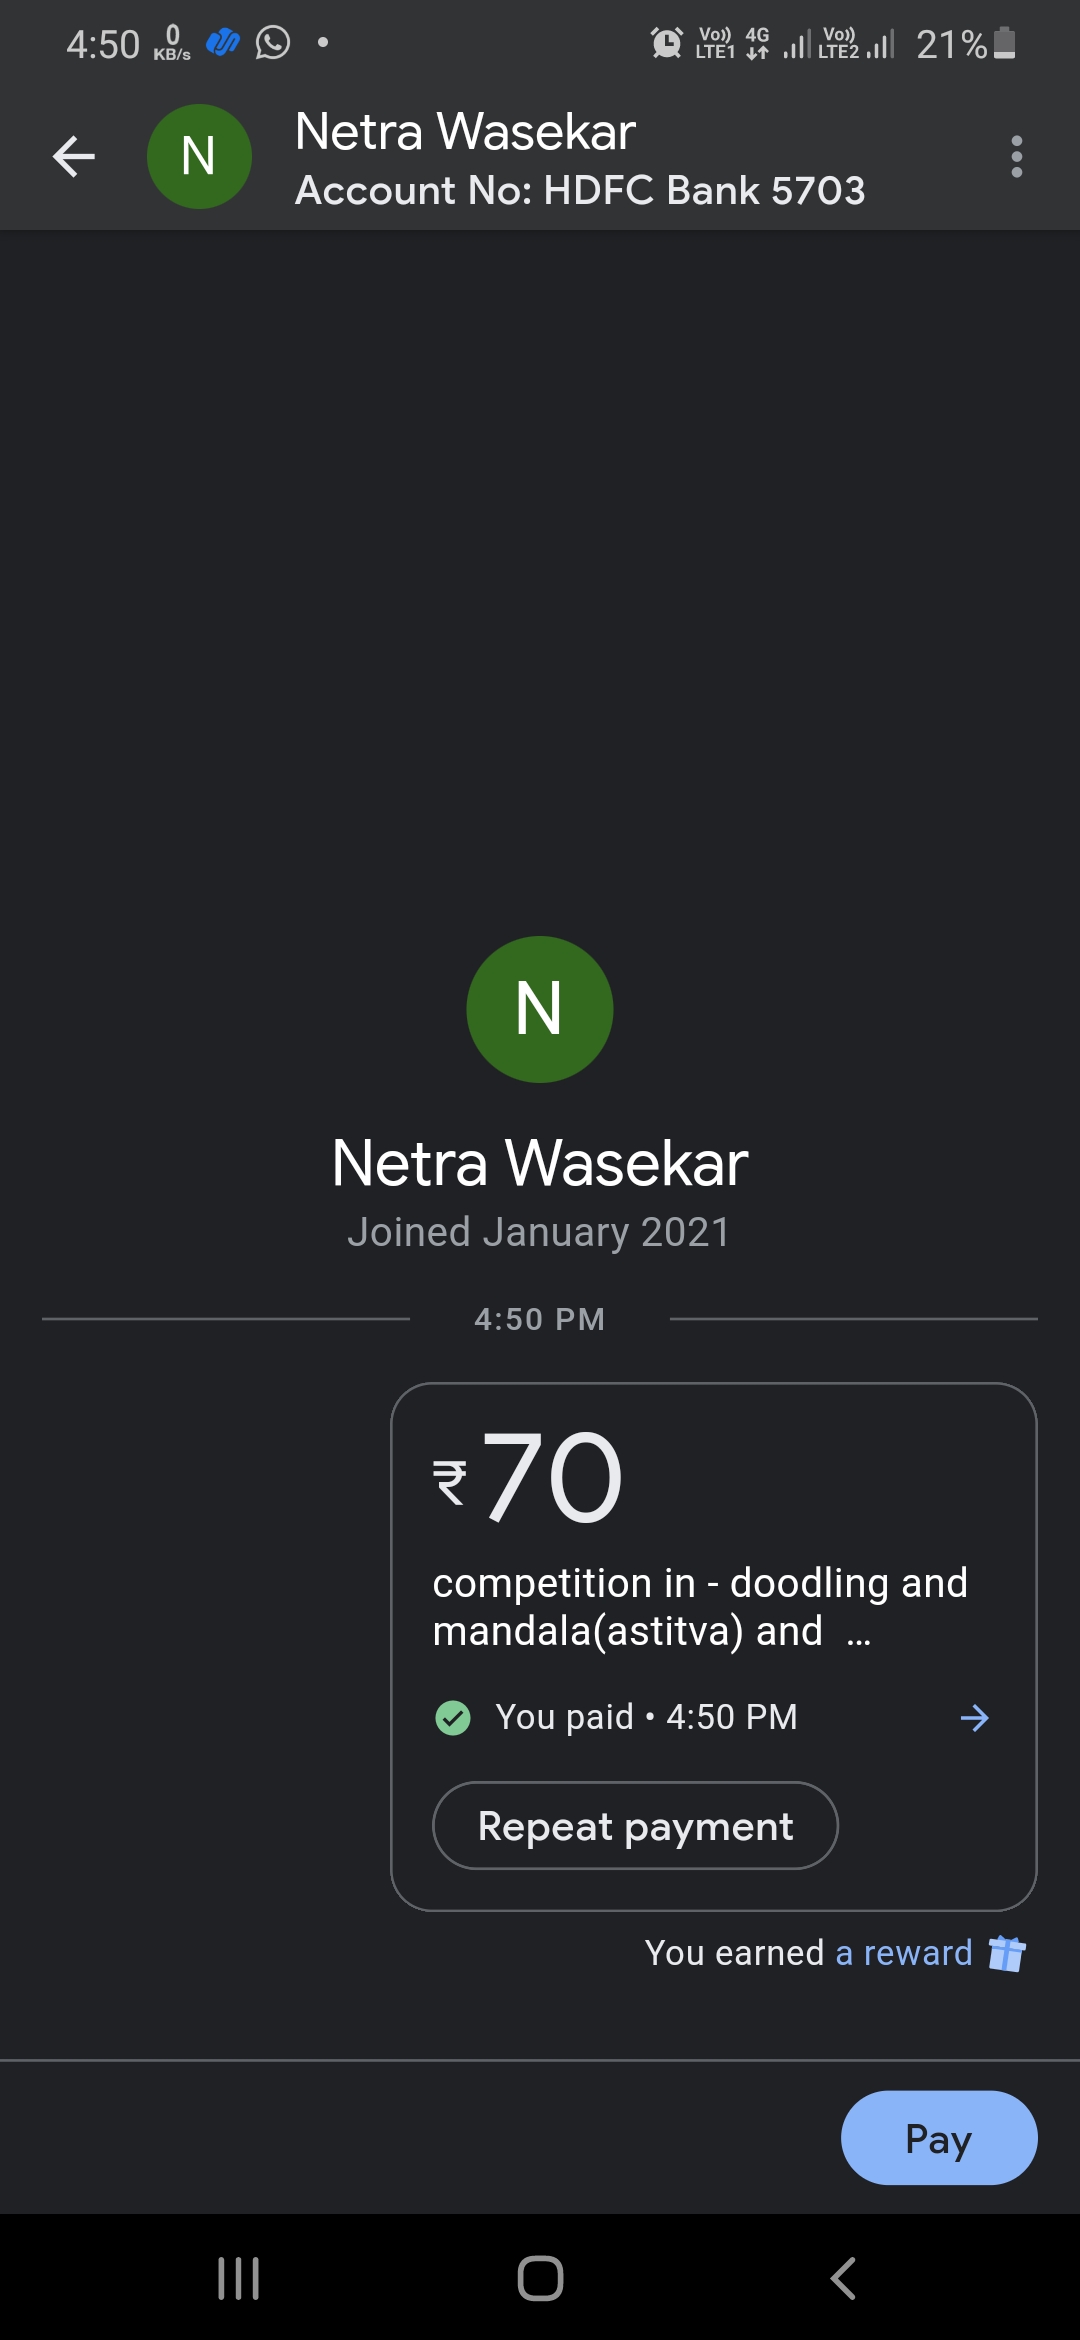 4:50 0 KB/s Vo)) LTE1 4G Vo)) LTE2 21%
N
Netra Wasekar
Account No: HDFC Bank 5703
N
Netra Wasekar
Joined January 2021
4:50 PM
₹70
competition in - doodling and
mandala(astitva) and ...
You paid • 4:50 PM
Repeat payment
You earned a reward
Pay